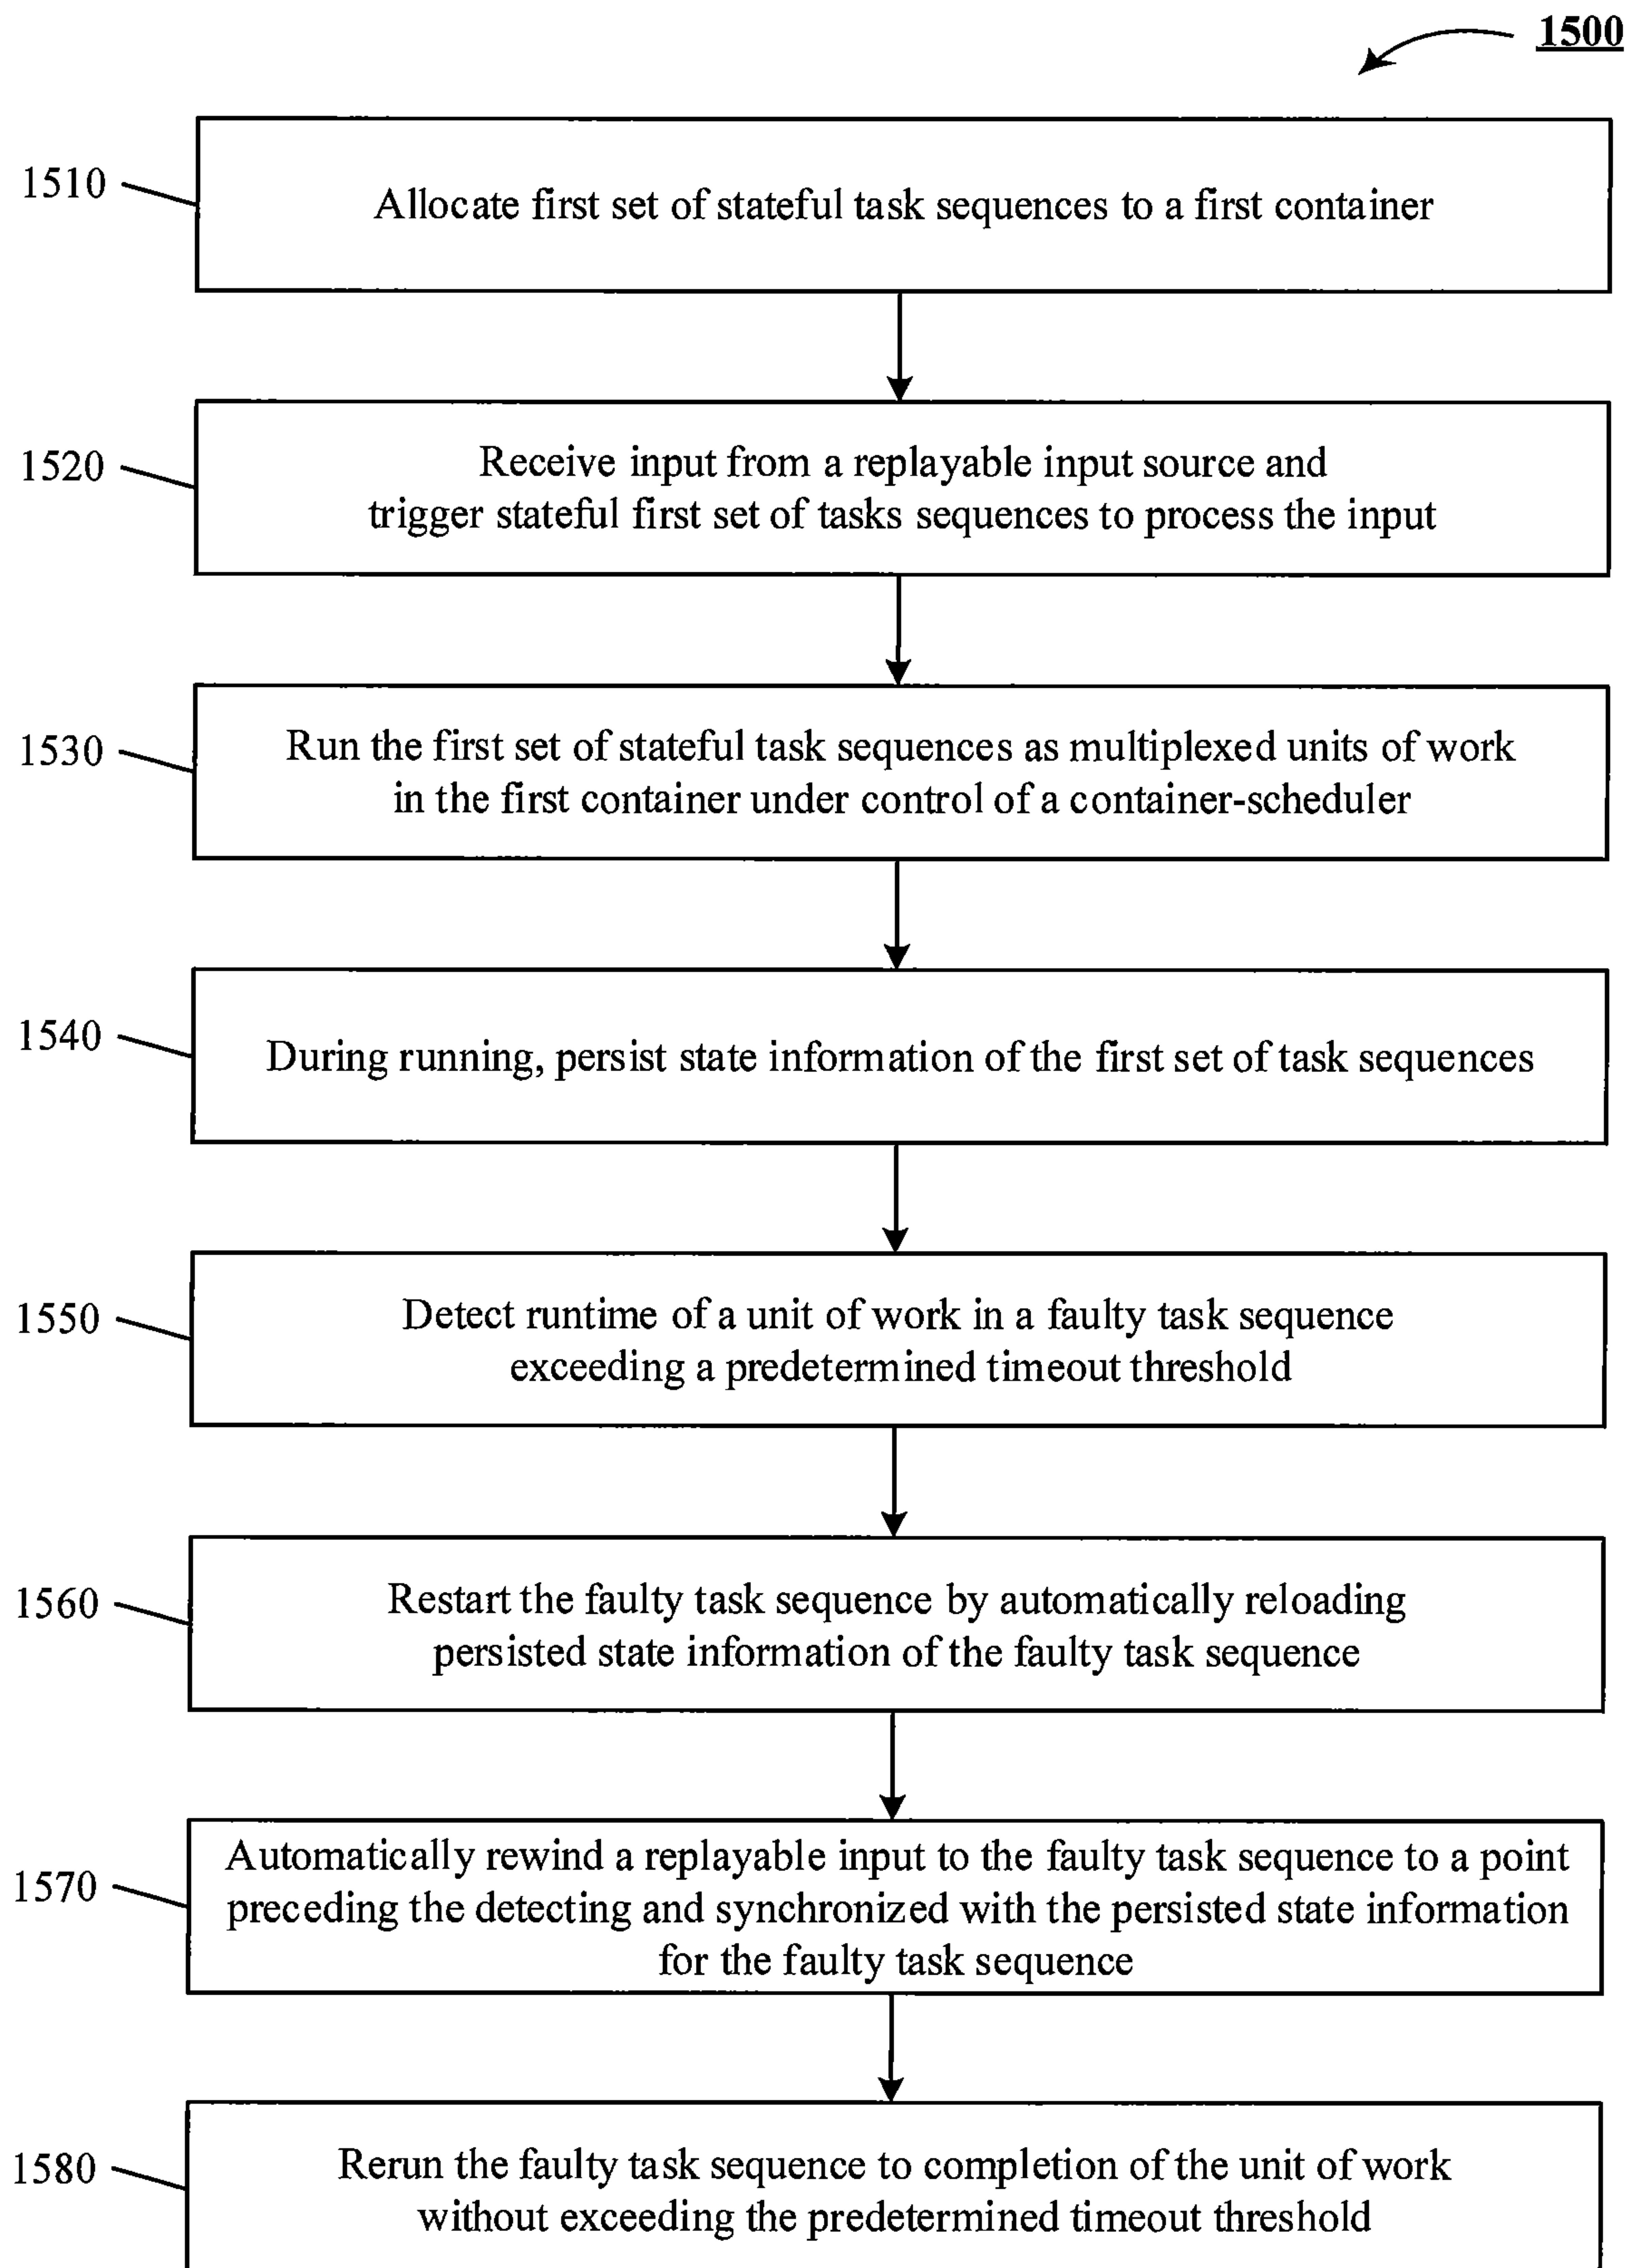 1500
1510
Allocate first set of stateful task sequences to a first container
1520
Receive input from a replayable input source and
trigger stateful first set of tasks sequences to process the input
1530
Run the first set of stateful task sequences as multiplexed units of work
in the first container under control of a container-scheduler
1540
During running, persist state information of the first set of task sequences
1550
Detect runtime of a unit of work in a faulty task sequence
exceeding a predetermined timeout threshold
1560
Restart the faulty task sequence by automatically reloading
persisted state information of the faulty task sequence
1570
Automatically rewind a replayable input to the faulty task sequence to a point
preceding the detecting and synchronized with the persisted state information
for the faulty task sequence
1580
Rerun the faulty task sequence to completion of the unit of work
without exceeding the predetermined timeout threshold